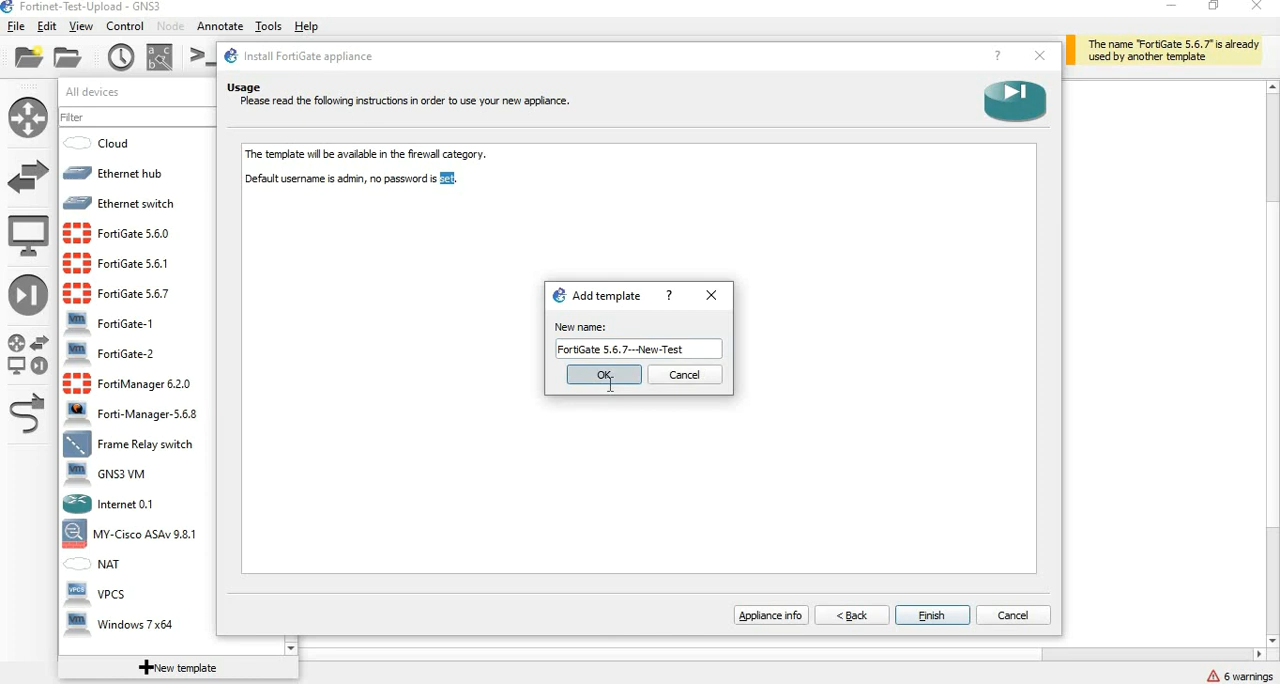 Fortinet-Test-Upload - GNS3
File Edit View Control Node Annotate Tools Help
Install FortiGate appliance
?
The name "FortiGate 5.6.7" is already
used by another template
Usage
Please read the following instructions in order to use your new appliance.
The template will be available in the firewall category.
Default username is admin, no password is set.
All devices
Filter
Cloud
Ethernet hub
Ethernet switch
FortiGate 5.6.0
FortiGate 5.6.1
FortiGate 5.6.7
FortiGate-1
FortiGate-2
FortiManager 6.2.0
Forti-Manager-5.6.8
Frame Relay switch
GNS3 VM
Internet 0.1
MY-Cisco ASAv 9.8.1
NAT
VPCS
Windows 7 x64
New template
Add template ?
New name:
FortiGate 5.6.7---New-Test
OK Cancel
Appliance info < Back Finish Cancel
6 warnings